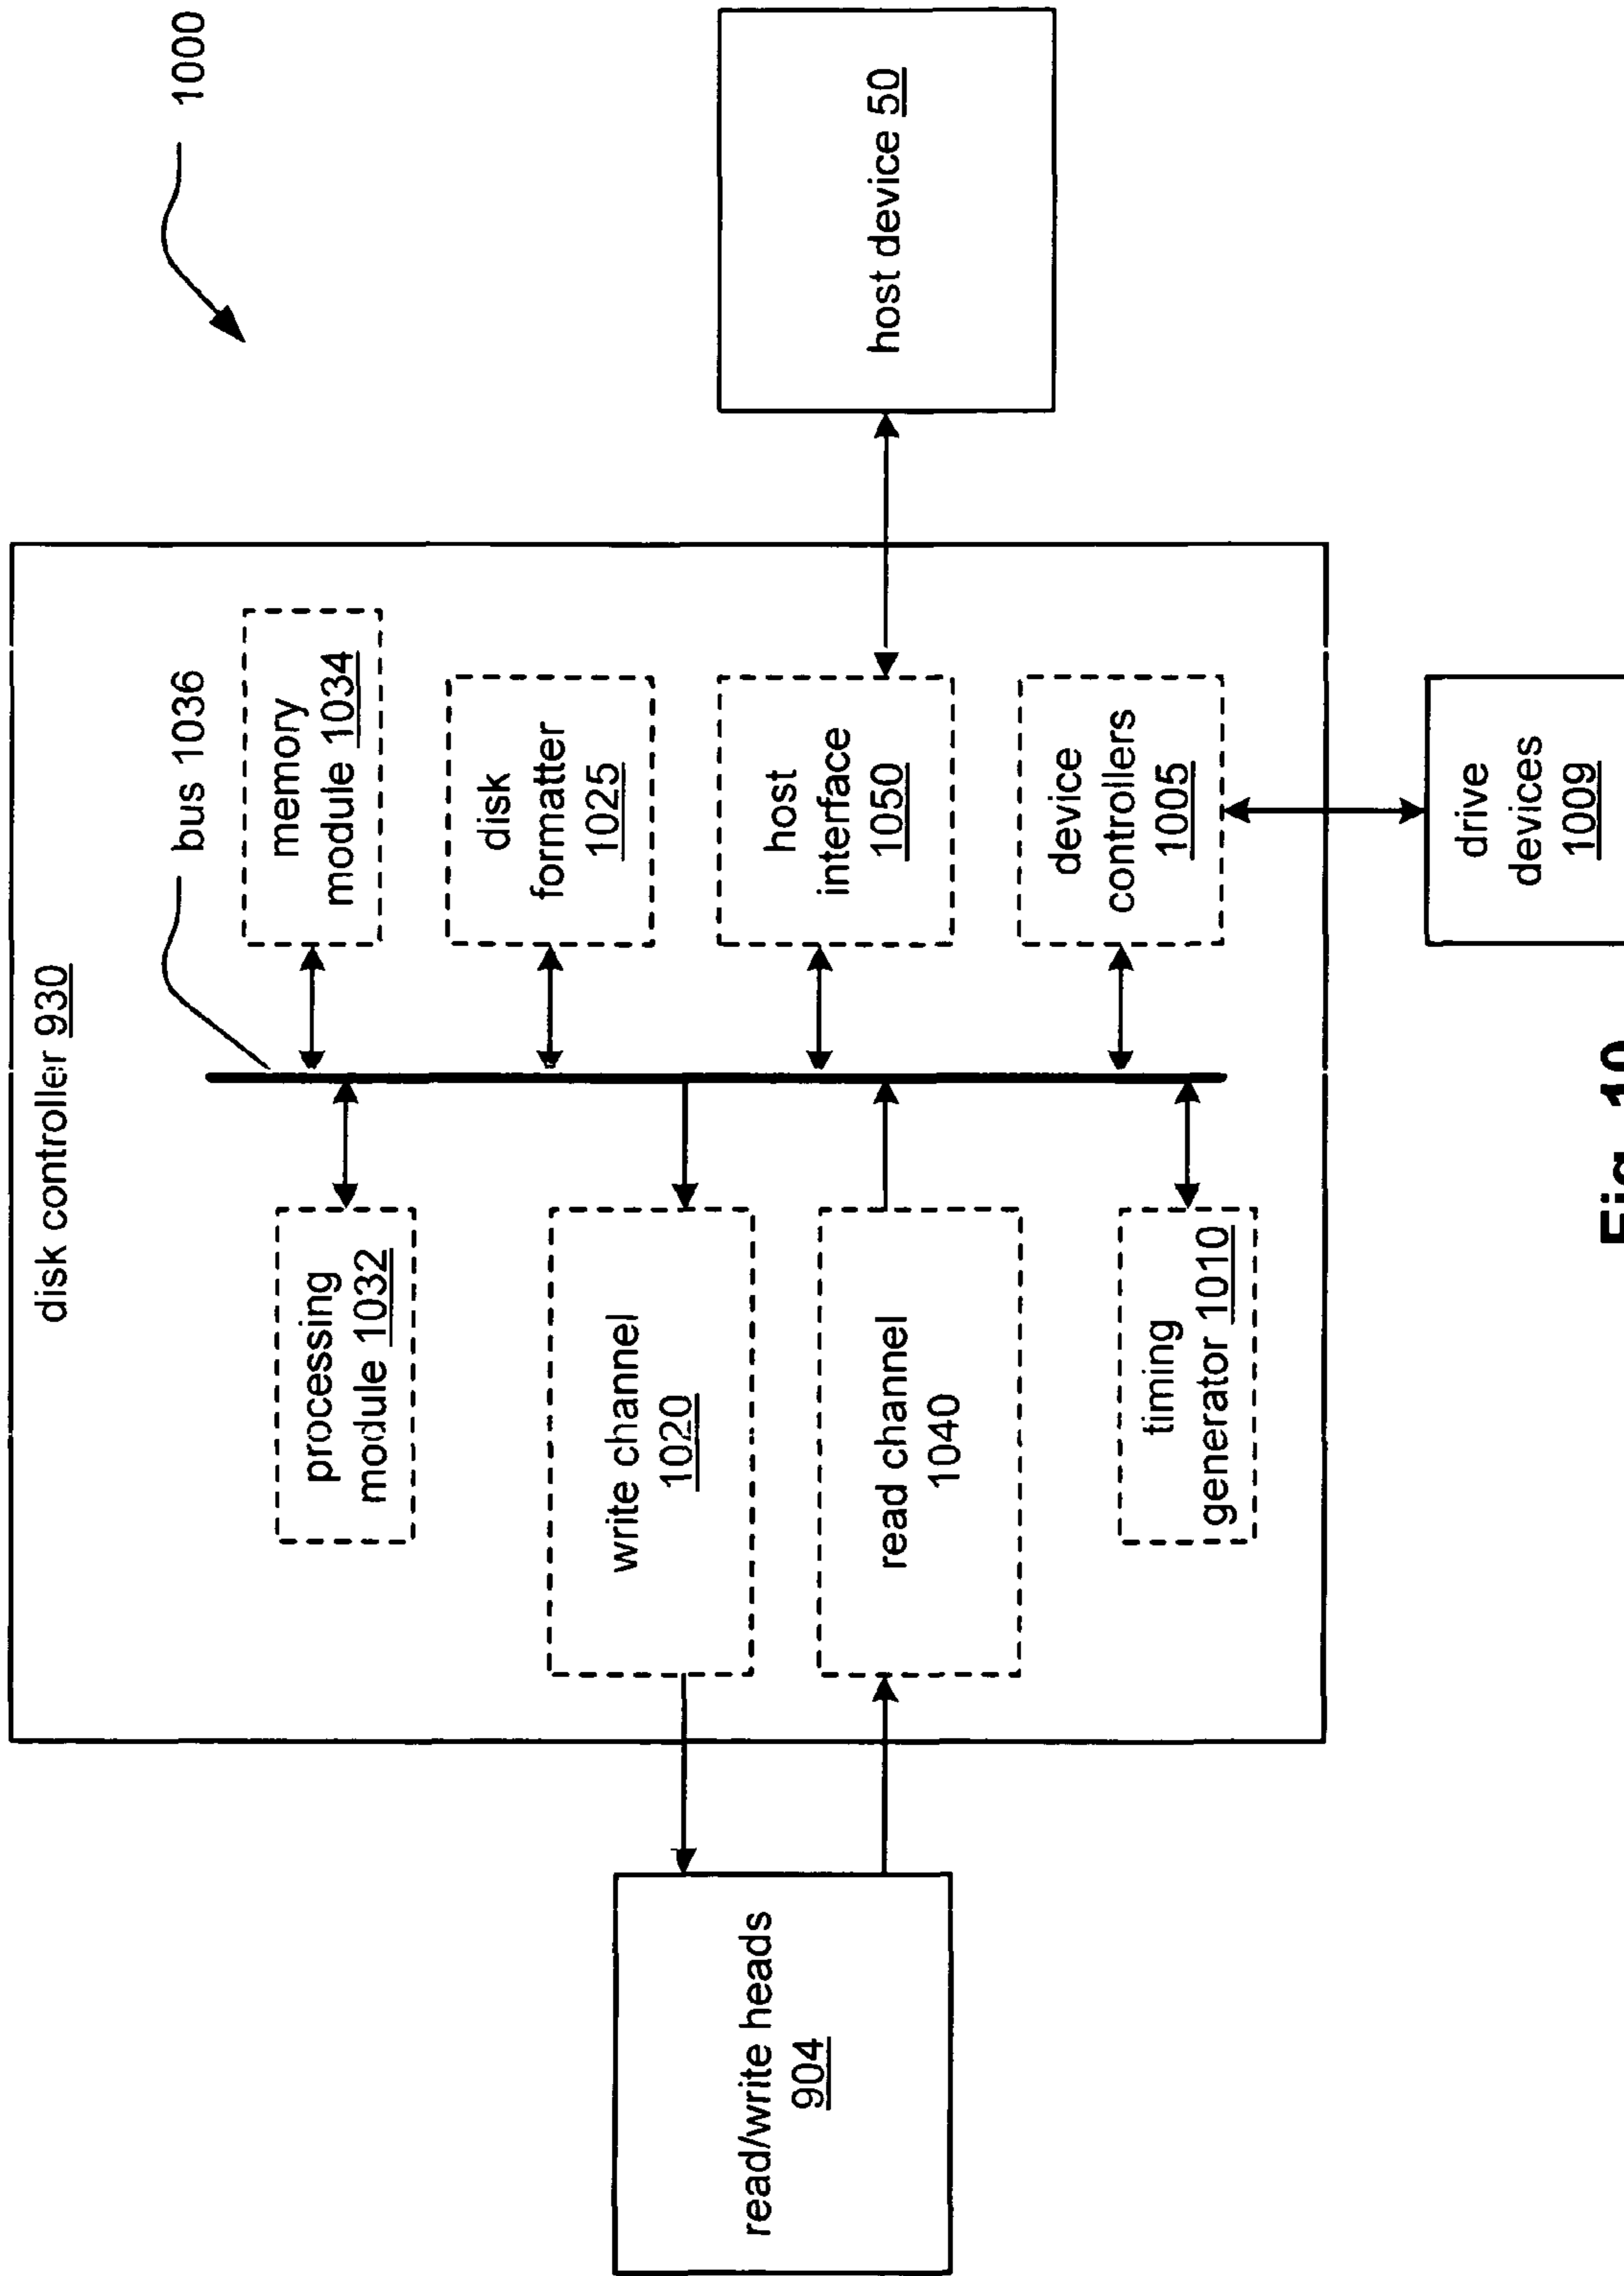 1000
disk controller 930
bus 1036
processing
module 1032
memory
module 1034
write channel
1020
disk
formatter
1025
read/write heads
904
read channel
1040
host
interface
1050
host device 50
timing
generator 1010
device
controllers
1005
drive
devices
1009
Fig. 10